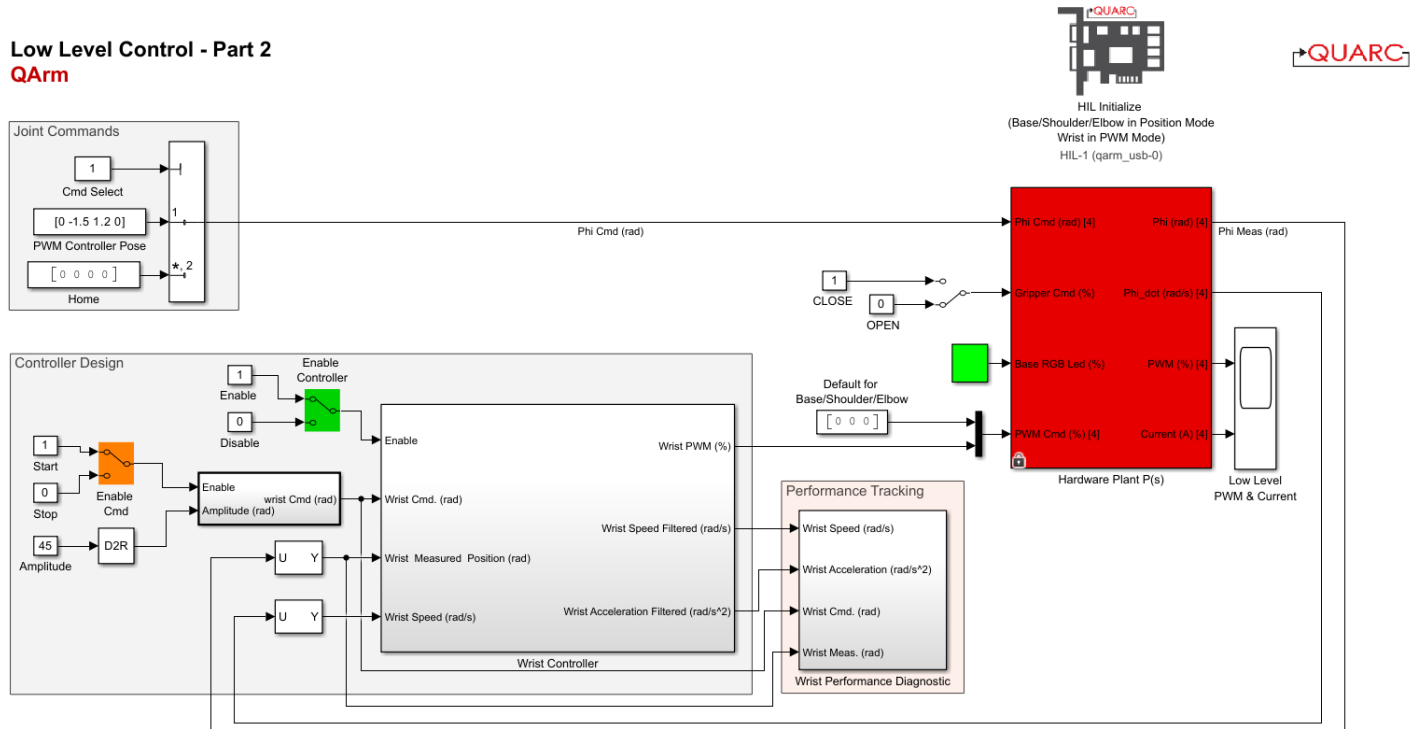 Low Level Control - Part 2
QArm
QUARC
HIL Initialize
(Base/Shoulder/Elbow in Position Mode
Wrist in PWM Mode)
HIL-1 (qarm_usb-0)
QUARC
Joint Commands
1
Cmd Select
[0 -1.5 1.2 0]
PWM Controller Pose
[ 0 0 0 0 ]
Home
1
*, 2
Phi Cmd (rad)
1
CLOSE
0
OPEN
Phi Cmd (rad) [4]
Gripper Cmd (%)
Base RGB Led (%)
PWM Cmd (%) [4]
Phi (rad) [4]
Phi_dot (rad/s) [4]
PWM (%) [4]
Current (A) [4]
Hardware Plant P(s)
Phi Meas (rad)
Low Level
PWM & Current
Default for
Base/Shoulder/Elbow
[ 0 0 0 ]
Controller Design
1
Enable
0
Disable
Enable
Controller
1
Start
0
Stop
Enable
Cmd
45
Amplitude
D2R
Enable
Amplitude (rad)
wrist Cmd (rad)
U Y
U Y
Enable
Wrist Cmd. (rad)
Wrist Measured Position (rad)
Wrist Speed (rad/s)
Wrist PWM (%)
Wrist Speed Filtered (rad/s)
Wrist Acceleration Filtered (rad/s^2)
Wrist Controller
Performance Tracking
Wrist Speed (rad/s)
Wrist Acceleration (rad/s^2)
Wrist Cmd. (rad)
Wrist Meas. (rad)
Wrist Performance Diagnostic